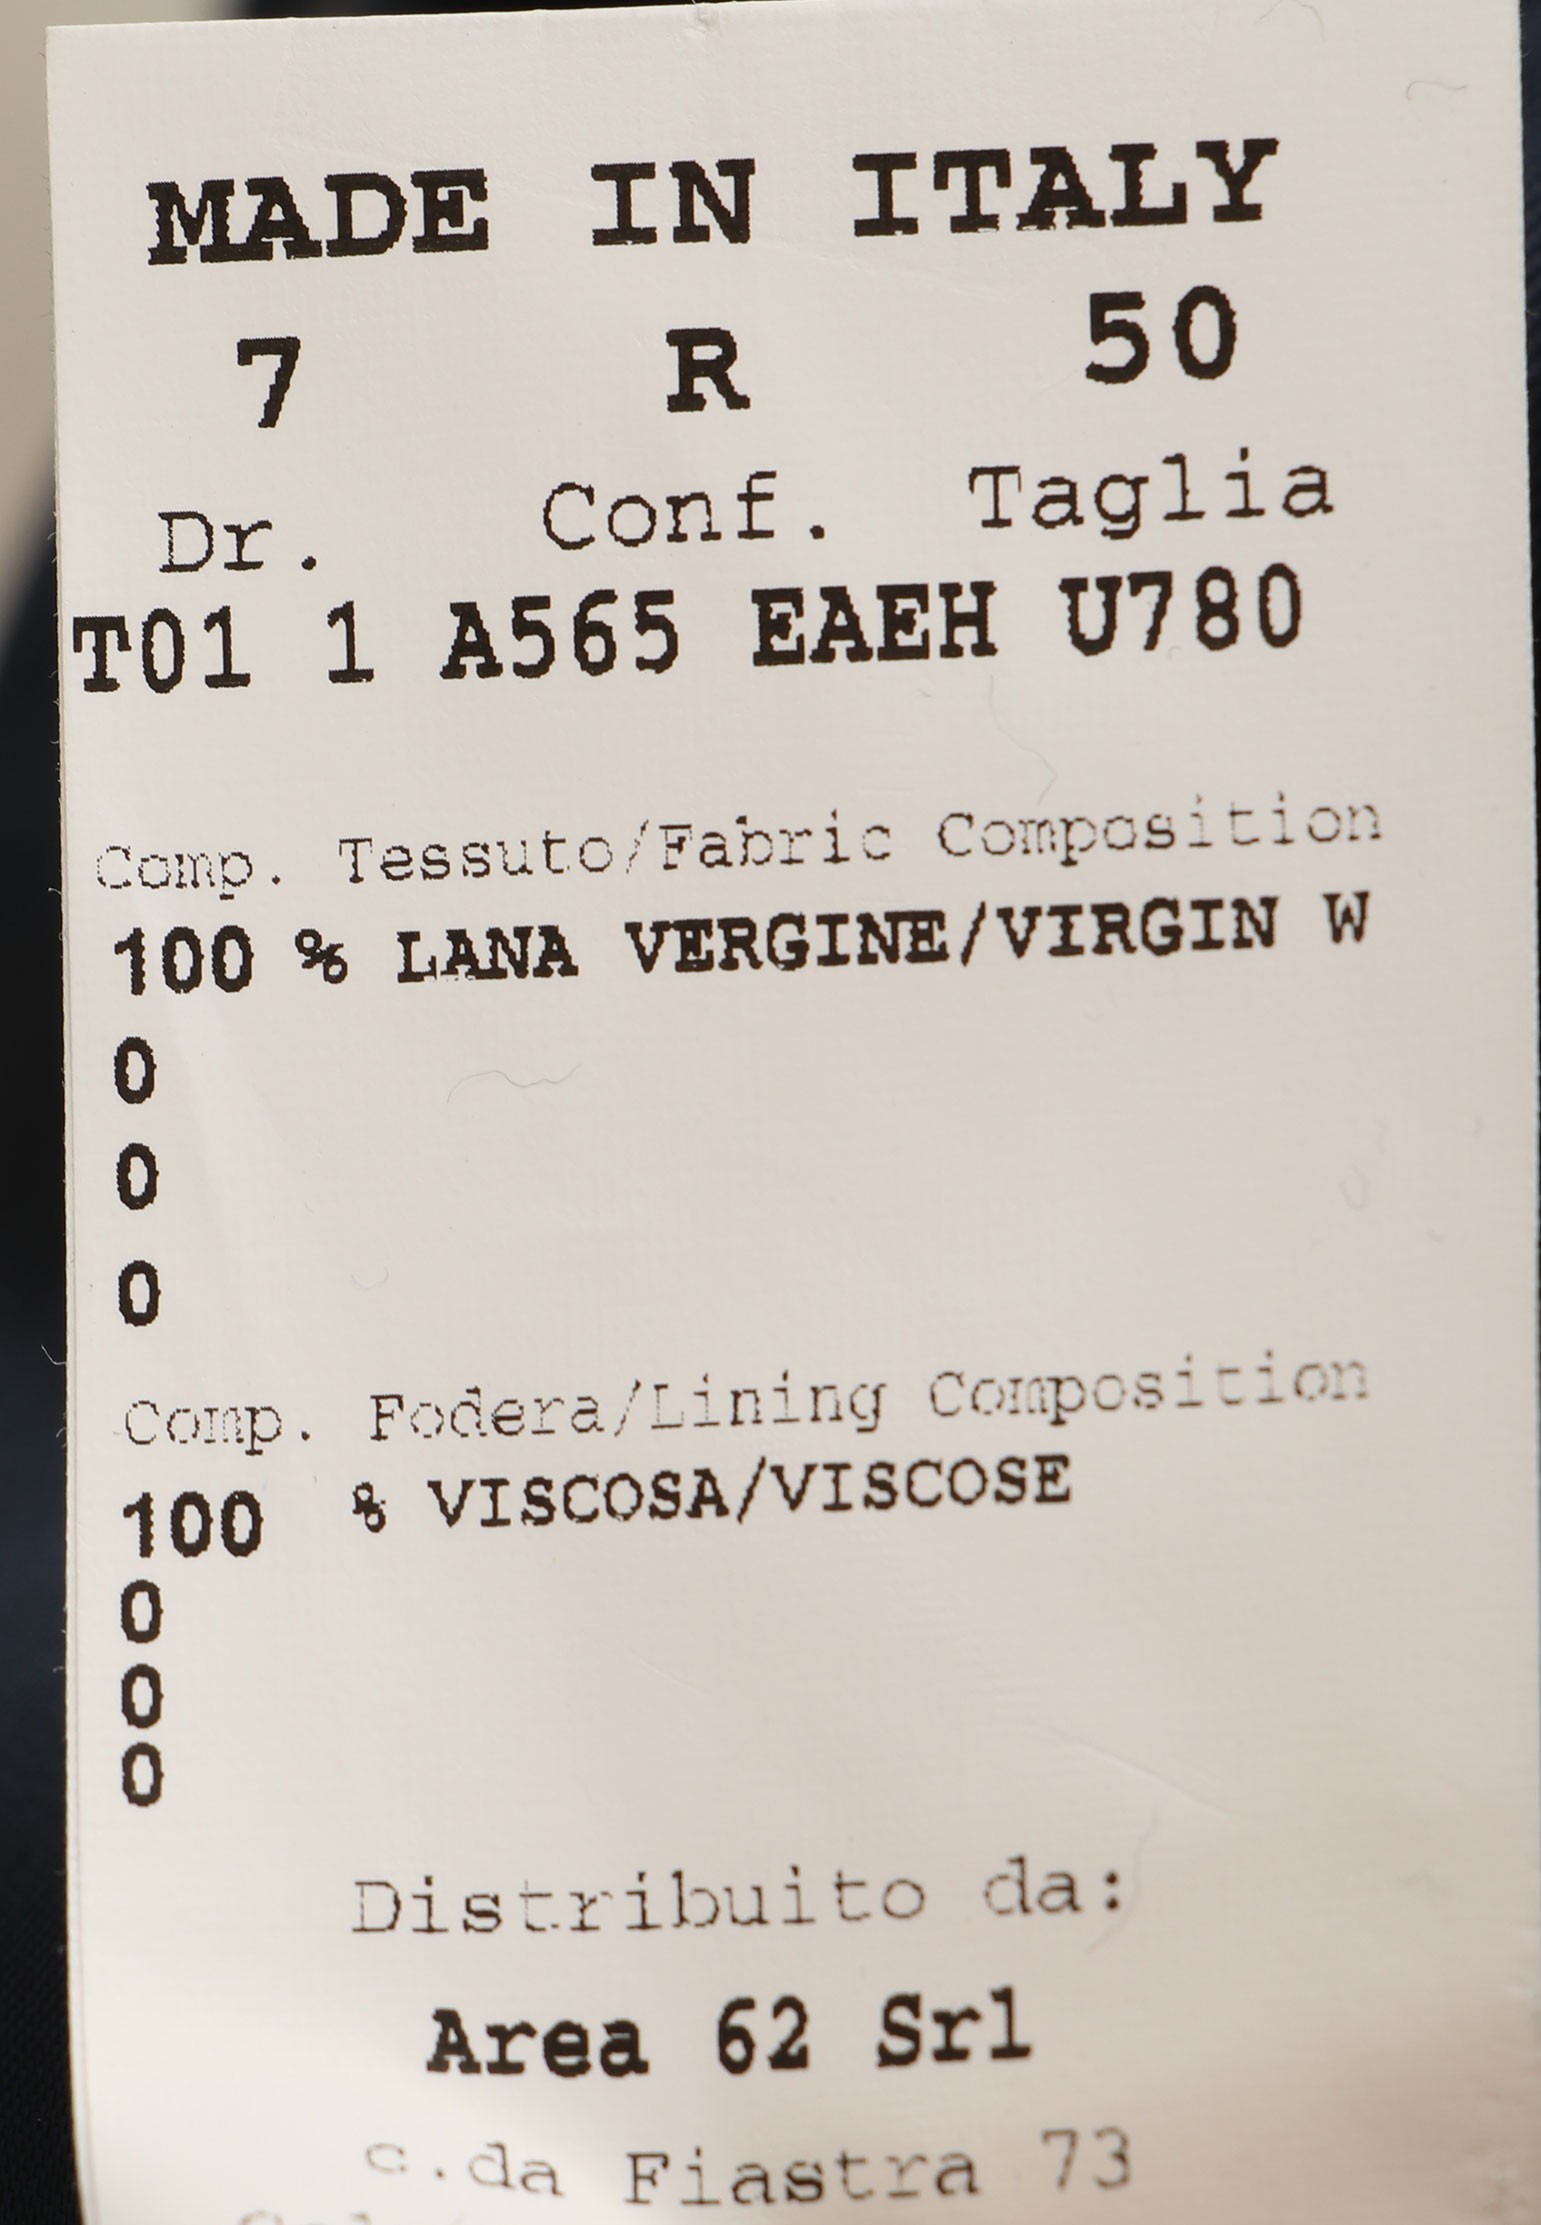 MADE IN ITALY
7 R 50
Dr. Conf. Taglia
T01 1 A565 EAEH U780
Comp. Tessuto/Fabric Composition
100 % LANA VERGINE/VIRGIN W
0
0
0
Comp. Fodera/Lining Composition
100 % VISCOSA/VISCOSE
0
0
0
Distribuito da:
Area 62 Srl
c.da Fiastra 73